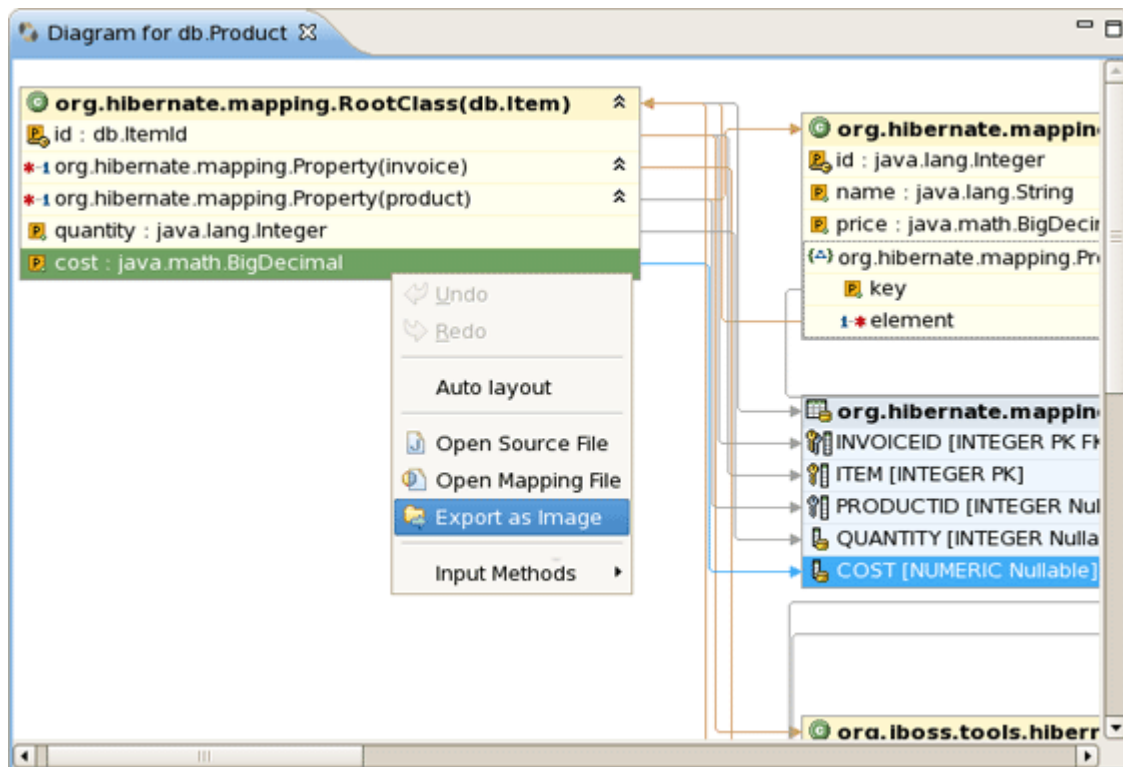 Diagram for db.Product
org.hibernate.mapping.RootClass(db.Item)
id : db.ItemId
*-1 org.hibernate.mapping.Property(invoice)
*-1 org.hibernate.mapping.Property(product)
quantity : java.lang.Integer
cost : java.math.BigDecimal
Undo
Redo
Auto layout
Open Source File
Open Mapping File
Export as Image
Input Methods
org.hibernate.mappin
id : java.lang.Integer
name : java.lang.String
price : java.math.BigDecir
org.hibernate.mapping.Pr
key
1-* element
org.hibernate.mappin
INVOICEID [INTEGER PK FK
ITEM [INTEGER PK]
PRODUCTID [INTEGER Nul
QUANTITY [INTEGER Nulla
COST [NUMERIC Nullable]
org.jboss.tools.hibern